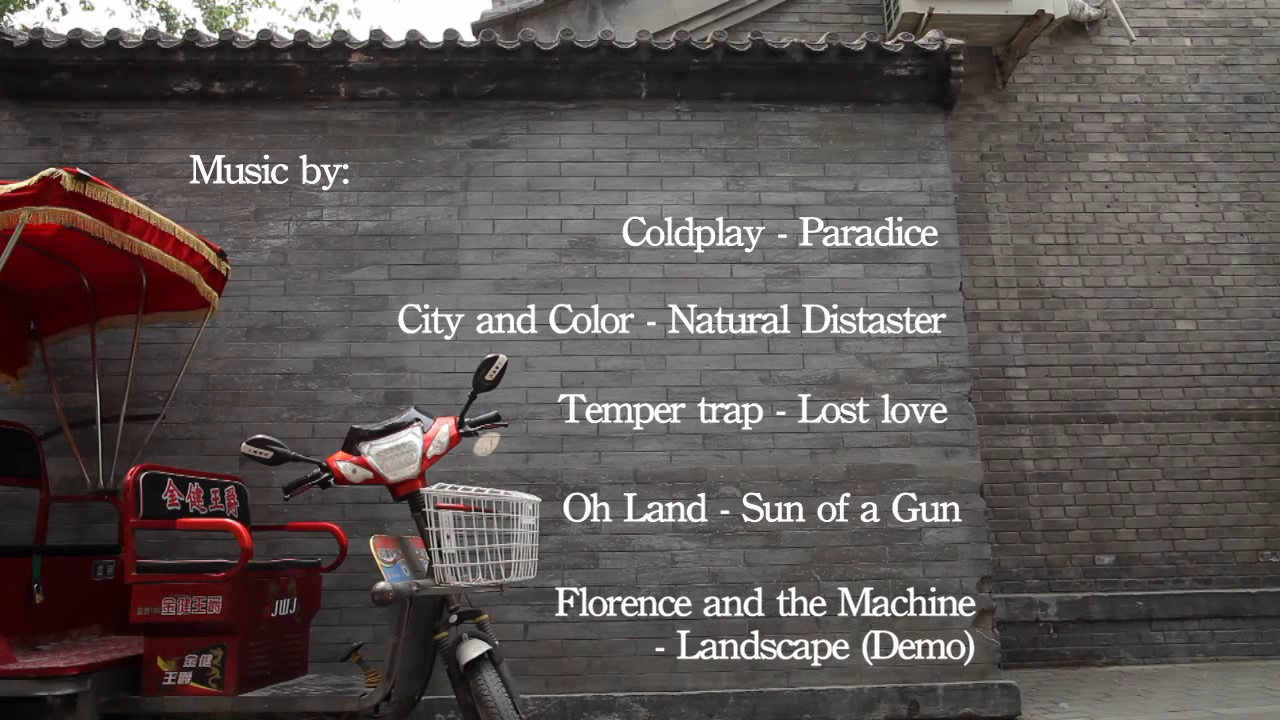 Music by:
Coldplay - Paradice
City and Color - Natural Distaster
Temper trap - Lost love
Oh Land - Sun of a Gun
Florence and the Machine
- Landscape (Demo)
金健王爵
金健王爵
JWJ
金健
王爵